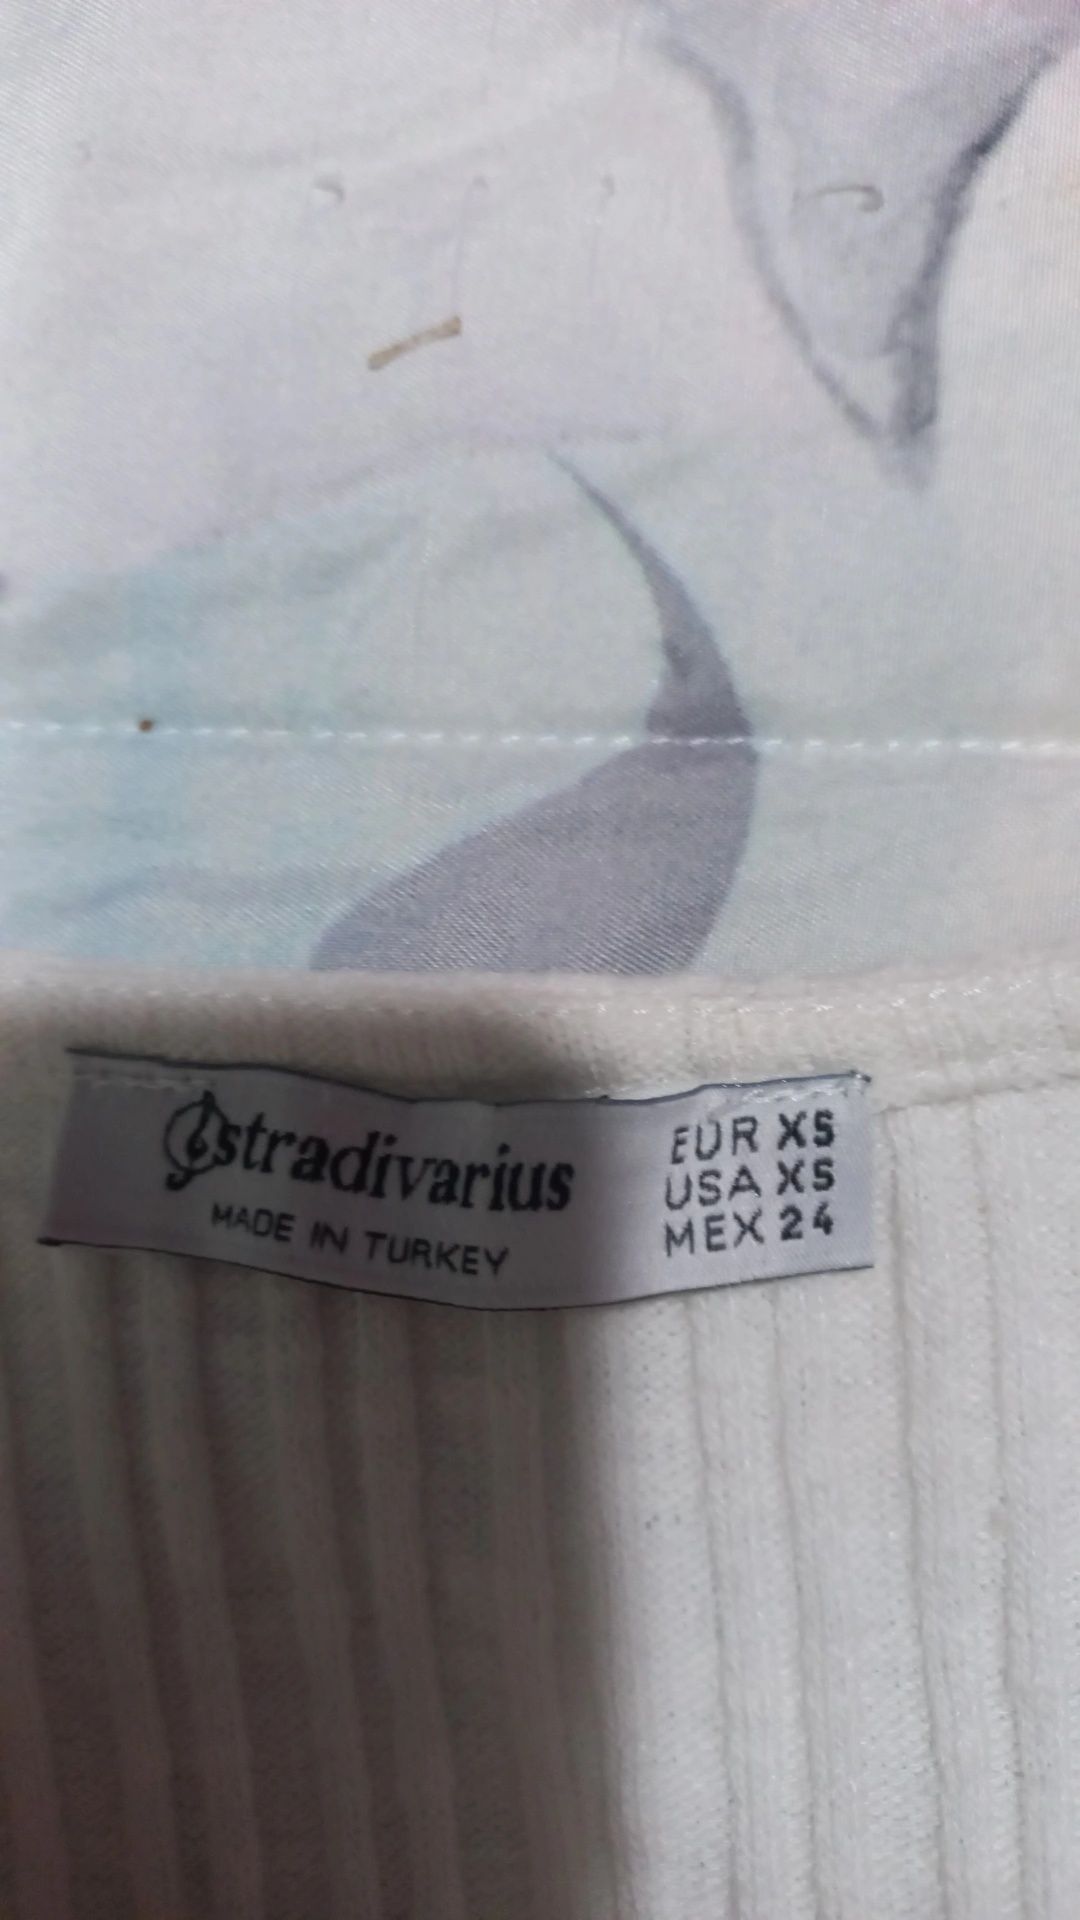 stradivarius
MADE IN TURKEY
EUR XS
USA XS
MEX 24